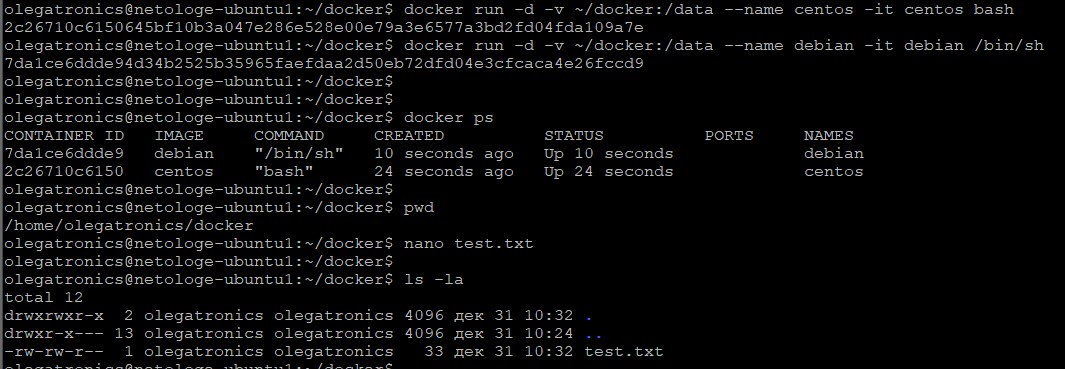 olegatronics@netologe-ubuntu1:~/docker$ docker run -d -v ~/docker:/data --name centos -it centos bash
2c26710c6150645bf10b3a047e286e528e00e79a3e6577a3bd2fd04fda109a7e
olegatronics@netologe-ubuntu1:~/docker$ docker run -d -v ~/docker:/data --name debian -it debian /bin/sh
7da1ce6ddde94d34b2525b35965faefdaa2d50eb72dfd04e3cfcaca4e26fccd9
olegatronics@netologe-ubuntu1:~/docker$
olegatronics@netologe-ubuntu1:~/docker$
olegatronics@netologe-ubuntu1:~/docker$ docker ps
CONTAINER ID   IMAGE     COMMAND     CREATED          STATUS          PORTS     NAMES
7da1ce6ddde9   debian    "/bin/sh"   10 seconds ago   Up 10 seconds             debian
2c26710c6150   centos    "bash"      24 seconds ago   Up 24 seconds             centos
olegatronics@netologe-ubuntu1:~/docker$
olegatronics@netologe-ubuntu1:~/docker$ pwd
/home/olegatronics/docker
olegatronics@netologe-ubuntu1:~/docker$ nano test.txt
olegatronics@netologe-ubuntu1:~/docker$
olegatronics@netologe-ubuntu1:~/docker$ ls -la
total 12
drwxrwxr-x  2 olegatronics olegatronics 4096 дек 31 10:32 .
drwxr-x--- 13 olegatronics olegatronics 4096 дек 31 10:24 ..
-rw-rw-r--  1 olegatronics olegatronics   33 дек 31 10:32 test.txt
olegatronics@netologe-ubuntu1:~/docker$